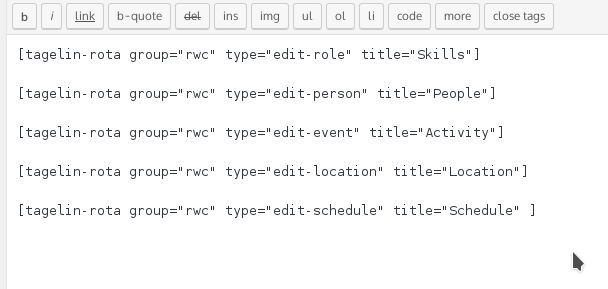 b i link b-quote del ins img ul ol li code more close tags
[tagelin-rota group="rwc" type="edit-role" title="Skills"]
[tagelin-rota group="rwc" type="edit-person" title="People"]
[tagelin-rota group="rwc" type="edit-event" title="Activity"]
[tagelin-rota group="rwc" type="edit-location" title="Location"]
[tagelin-rota group="rwc" type="edit-schedule" title="Schedule" ]